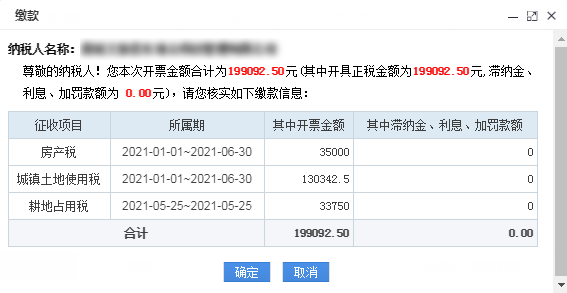 缴款
纳税人名称：
尊敬的纳税人！您本次开票金额合计为199092.50元(其中开具正税金额为199092.50元,滞纳金、
利息、加罚款额为 0.00元)，请您核实如下缴款信息：
征收项目 所属期 其中开票金额 其中滞纳金、利息、加罚款额
房产税 2021-01-01~2021-06-30 35000 0
城镇土地使用税 2021-01-01~2021-06-30 130342.5 0
耕地占用税 2021-05-25~2021-05-25 33750 0
合计 199092.50 0.00
确定 取消